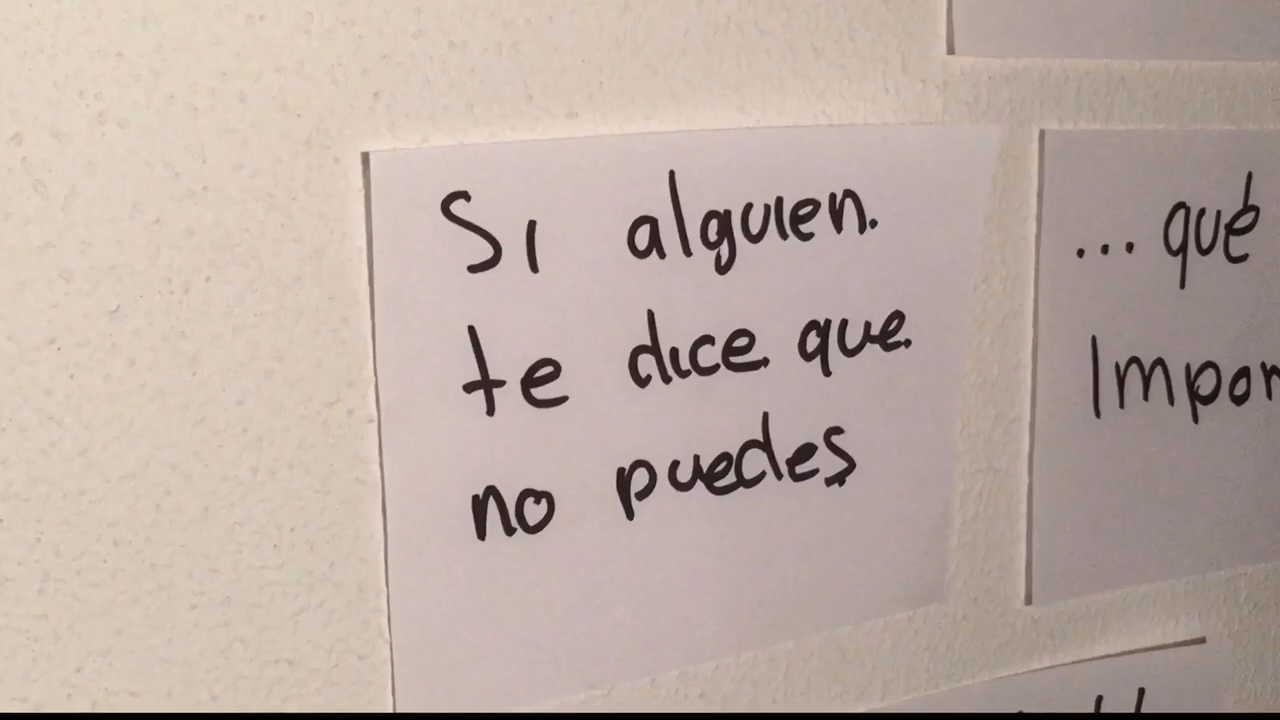 Si alguien.
te dice. que.
no puedes
... qué
Impor